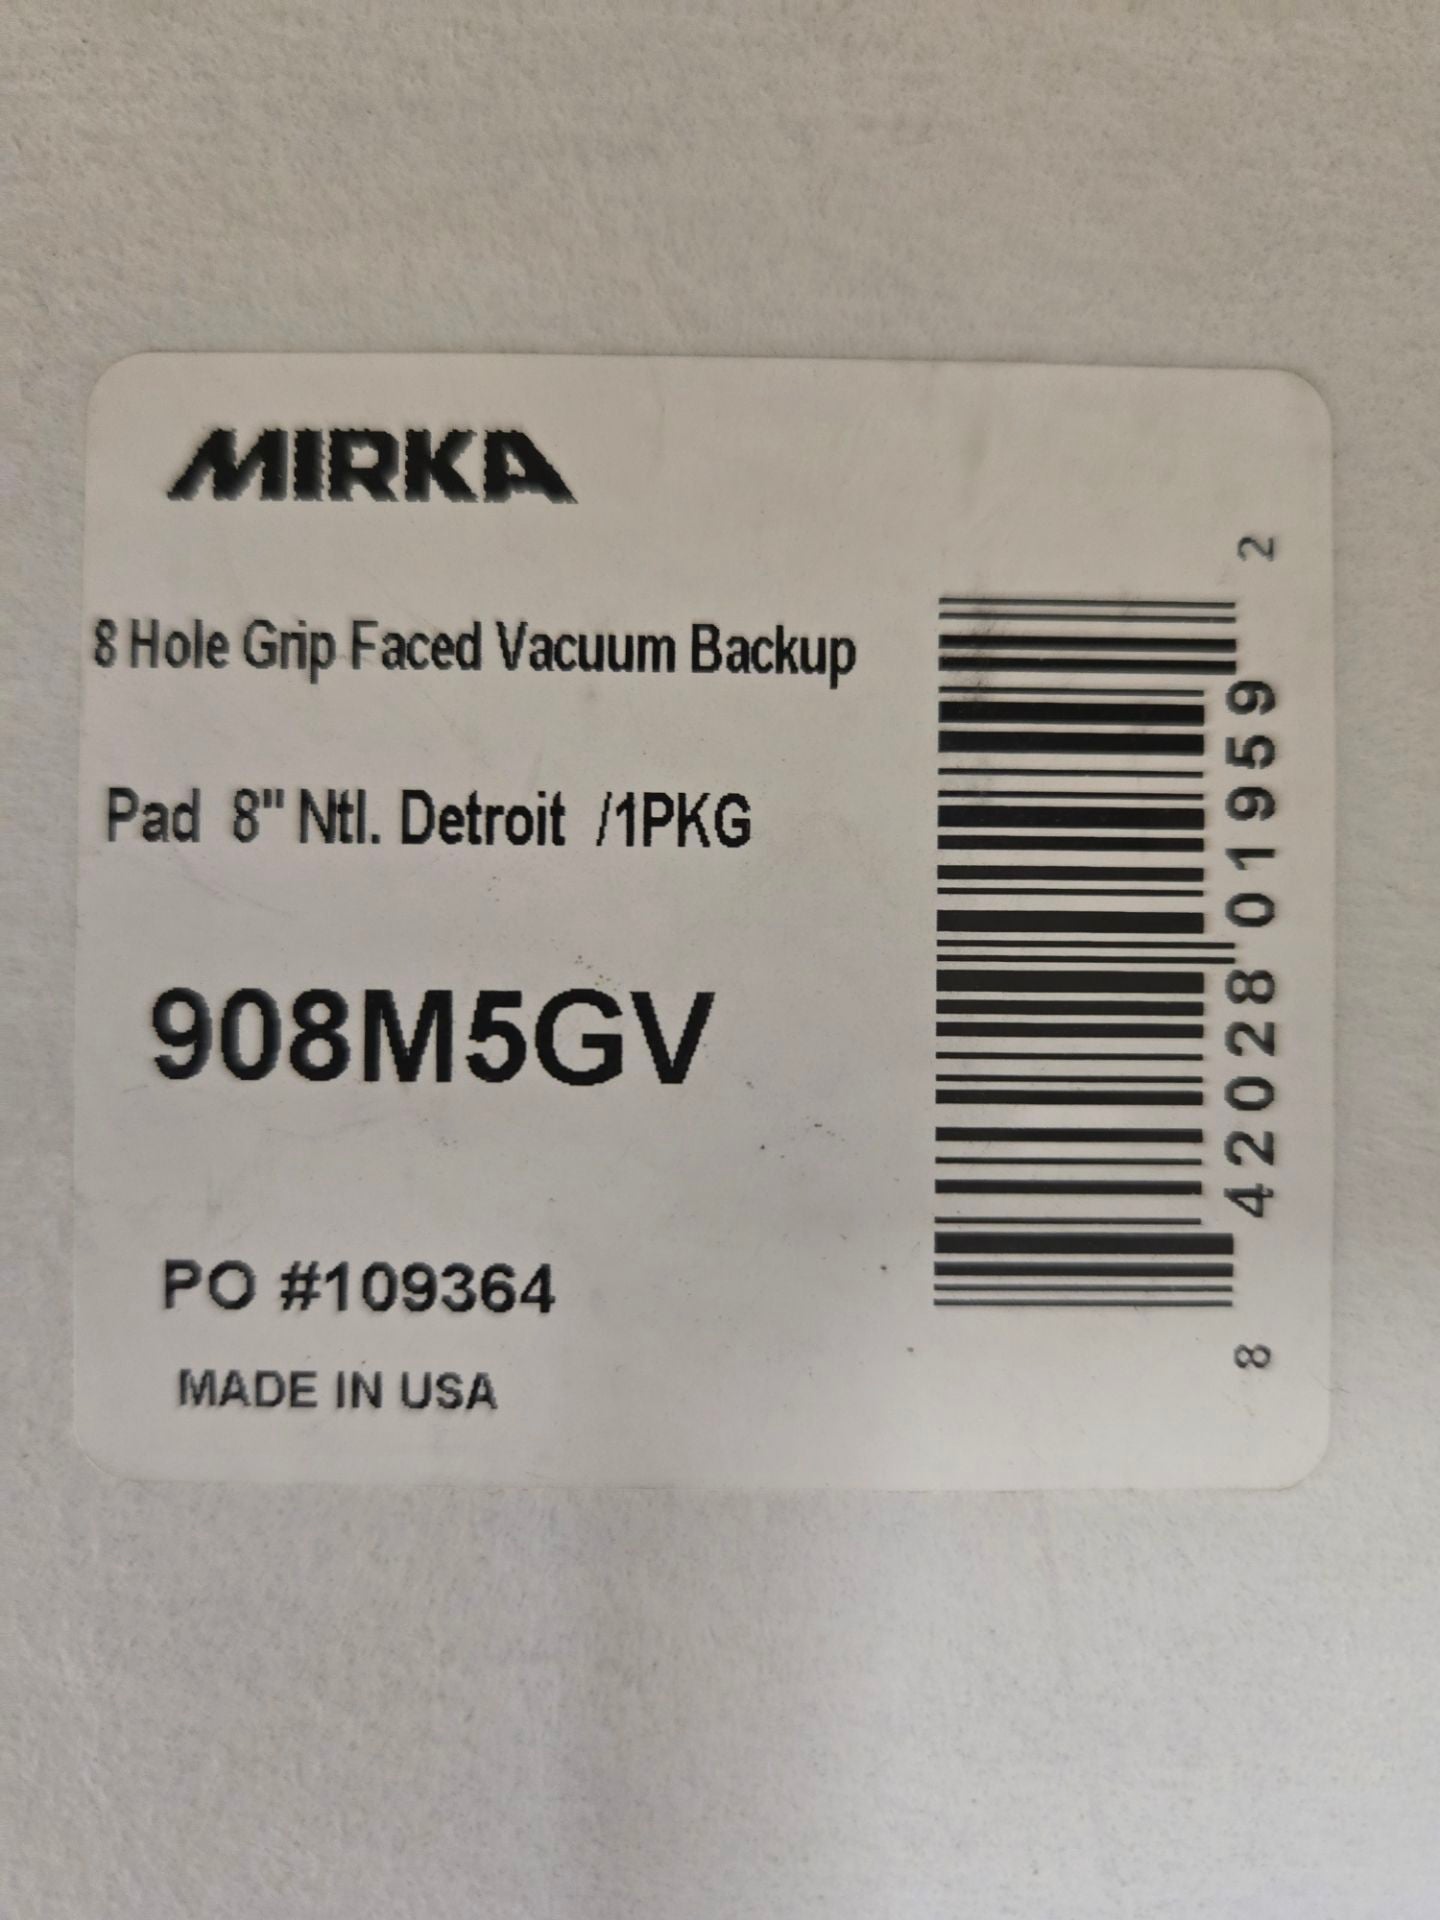 MIRKA
8 Hole Grip Faced Vacuum Backup
Pad 8" Ntl. Detroit /1PKG
908M5GV
PO #109364
MADE IN USA
8 42028 01959 2